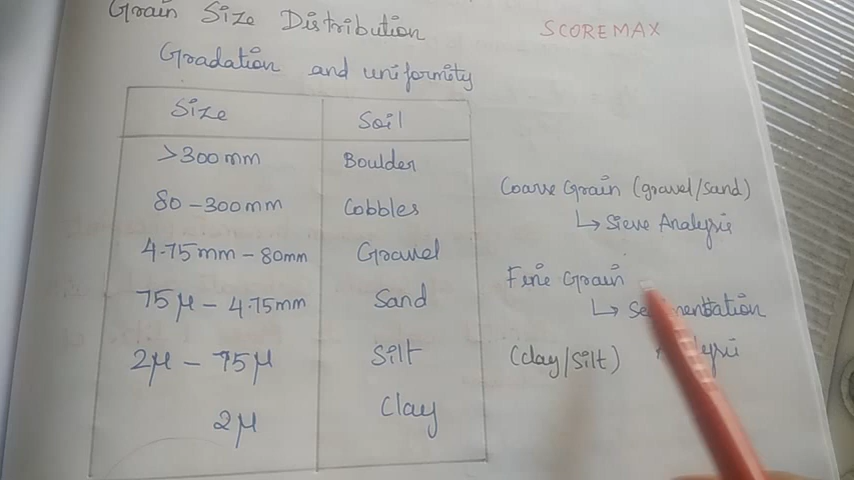 Grain Size Distribution
SCOREMAX
Gradation and uniformity
Size Soil
>300mm Boulder
80-300mm Cobbles
4.75mm - 80mm Gravel
75μ - 4.75mm Sand
2μ - 75μ Silt
2μ Clay
Coarse Grain (gravel/sand)
↳ Sieve Analysis
Fine Grain
↳
(clay/silt)